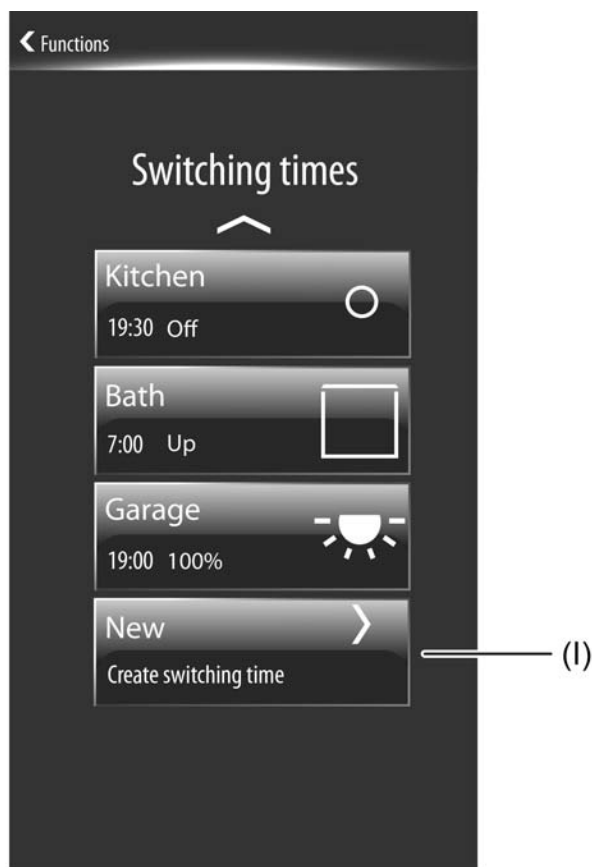 Functions
Switching times
Kitchen
19:30 Off
Bath
7:00 Up
Garage
19:00 100%
New
Create switching time
(I)